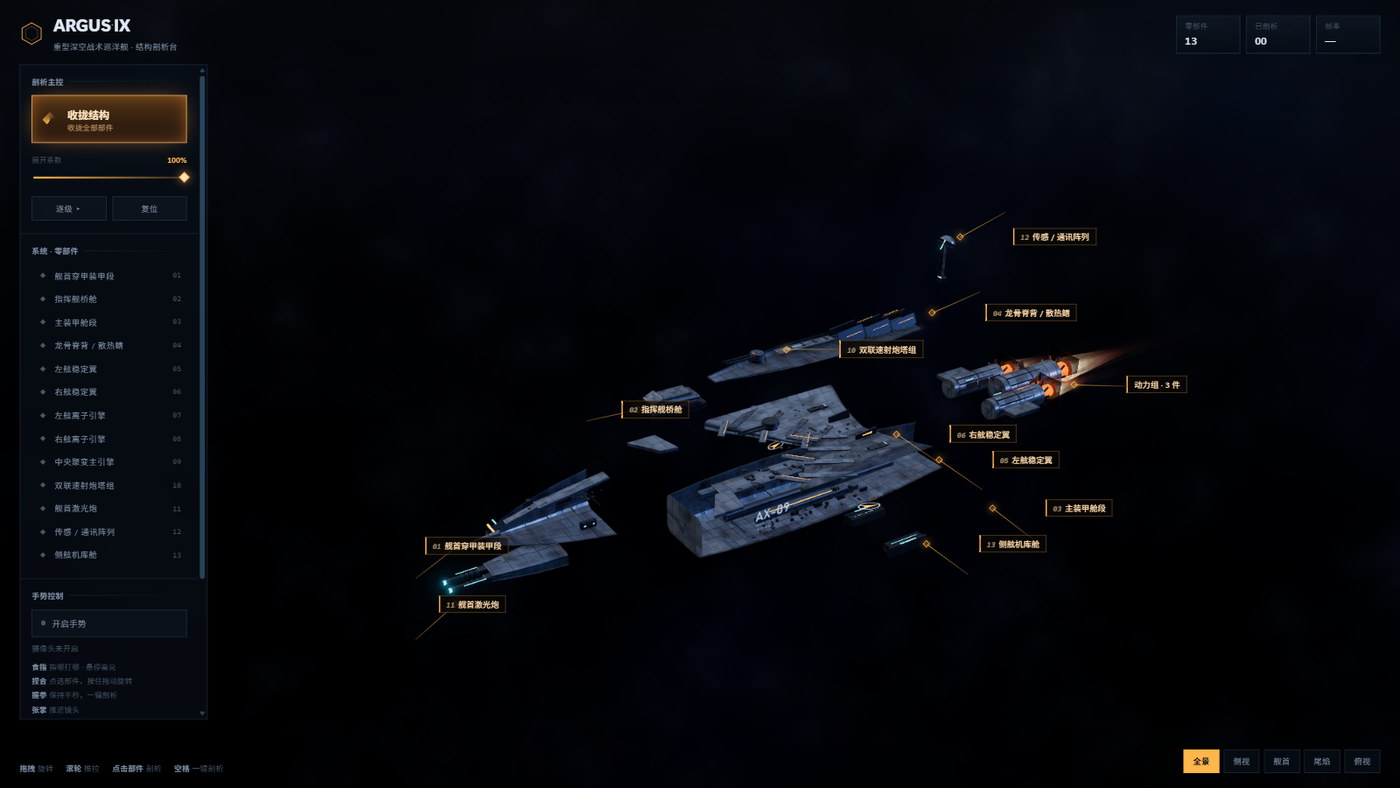 ARGUS·IX
重型深空战术巡洋舰 · 结构剖析台
零部件
13
已剖析
00
帧率
—
剖析主控
收拢结构
收拢全部部件
展开系数
100%
逐级
复位
系统 · 零部件
舰首穿甲装甲段 01
指挥舰桥舱 02
主装甲舱段 03
龙骨脊背 / 散热鳍 04
左舷稳定翼 05
右舷稳定翼 06
左舷离子引擎 07
右舷离子引擎 08
中央聚变主引擎 09
双联速射炮塔组 10
舰首激光炮 11
传感 / 通讯阵列 12
侧舷机库舱 13
手势控制
开启手势
摄像头未开启
食指 指哪打哪 · 悬停高亮
捏合 点选部件，按住拖动旋转
握拳 保持半秒，一键剖析
张掌 推近镜头
12 传感 / 通讯阵列
04 龙骨脊背 / 散热鳍
10 双联速射炮塔组
动力组 · 3 件
02 指挥舰桥舱
06 右舷稳定翼
05 左舷稳定翼
03 主装甲舱段
AX-09
13 侧舷机库舱
01 舰首穿甲装甲段
11 舰首激光炮
拖拽 旋转 滚轮 推拉 点击部件 剖析 空格 一键剖析
全景 侧视 舰首 尾焰 俯视